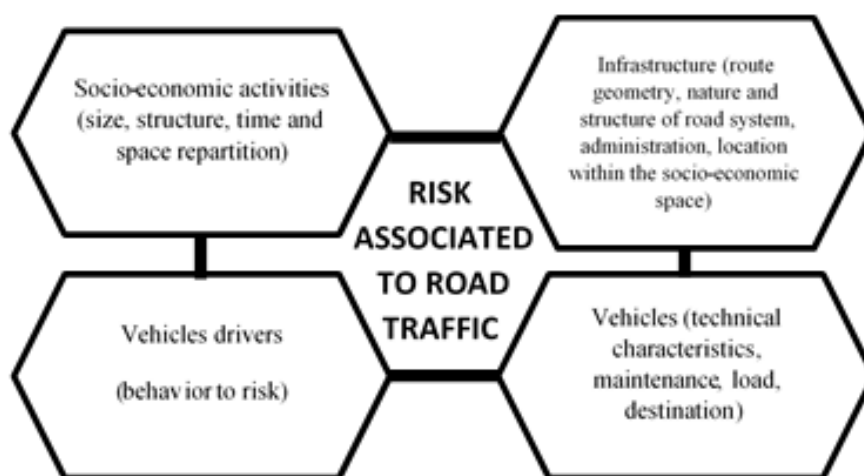 Socio-economic activities
(size, structure, time and
space repartition)
Infrastructure (route
geometry, nature and
structure of road system,
administration, location
within the socio-economic
space)
RISK
ASSOCIATED
TO ROAD
TRAFFIC
Vehicles drivers
(behavior to risk)
Vehicles (technical
characteristics,
maintenance, load,
destination)